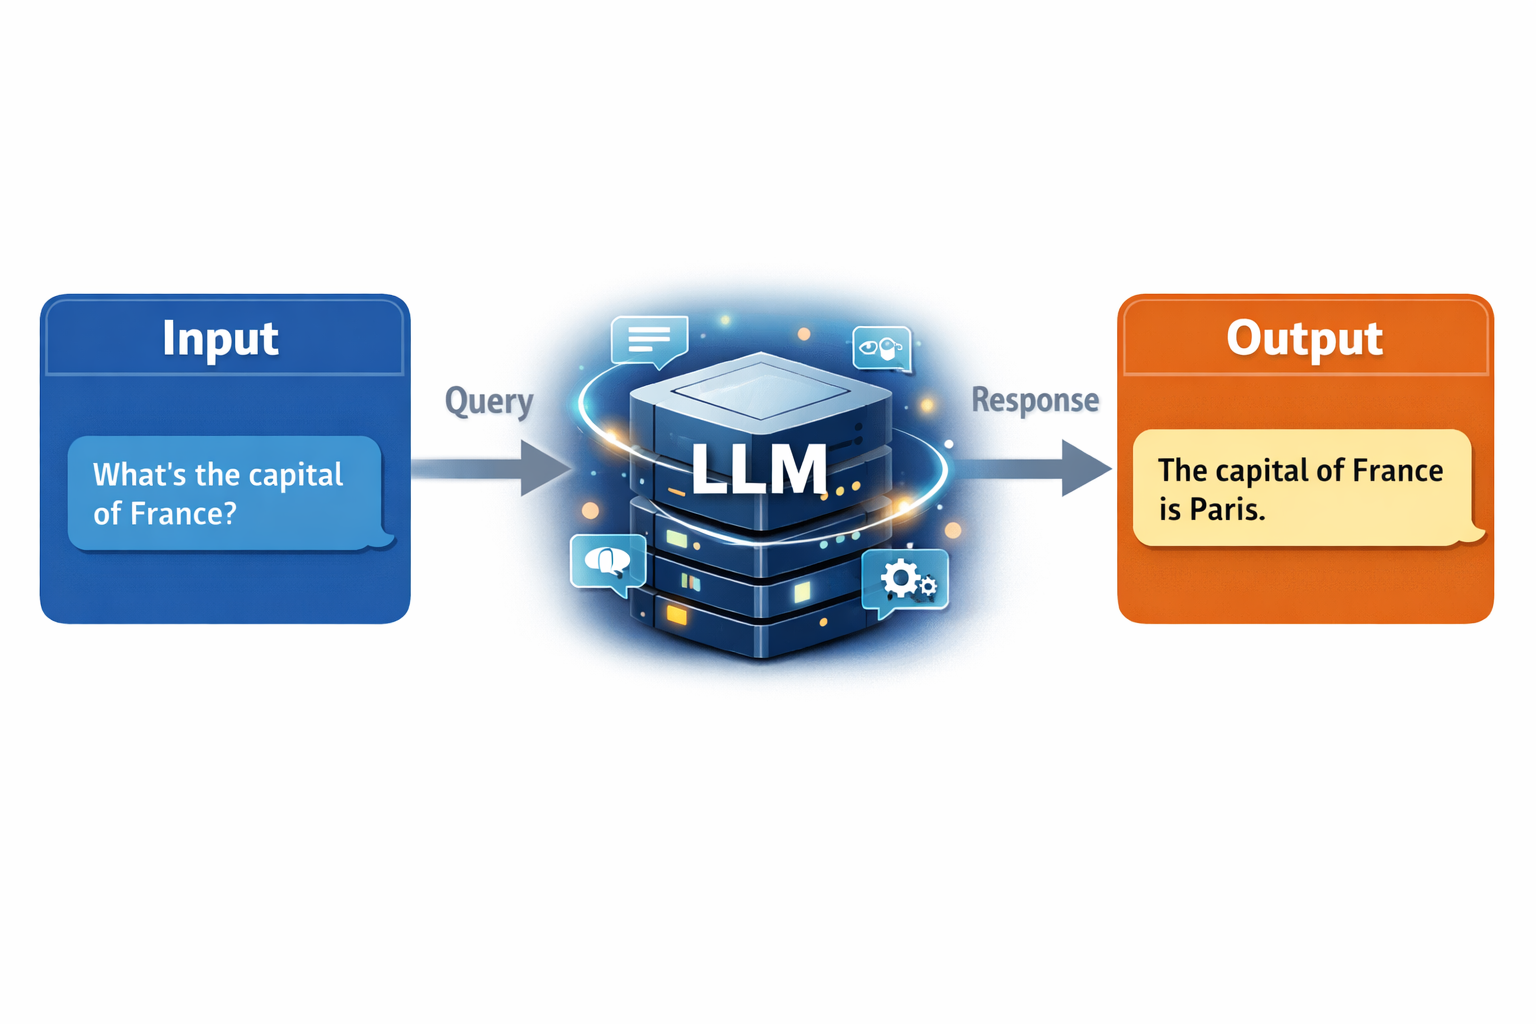 Input
What's the capital
of France?
Query
LLM
Response
Output
The capital of France
is Paris.